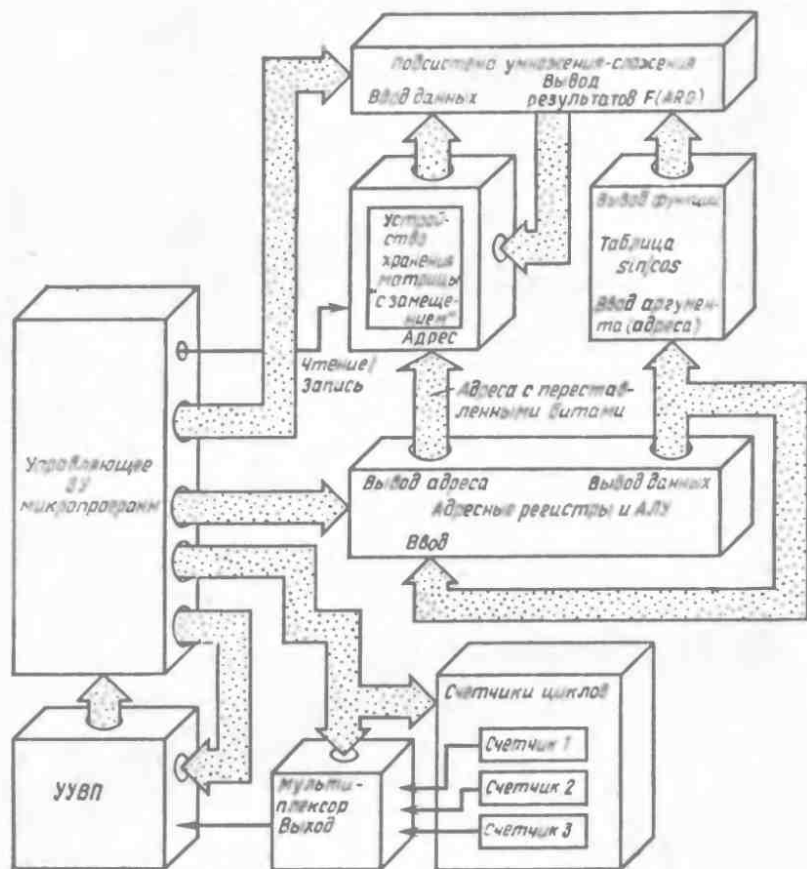 Подсистема умножения-сложения
Вывод
Ввод данных результатов F(ARG)
Устрой-
ство
хранения
матрицы
"с замеще-
нием"
Адрес
Вывод функции
Таблица
sin/cos
Ввод аргумен-
та (адреса)
Чтение/
Запись
Адреса с перестав-
ленными битами
Управляющее
ЗУ
микропрограмм
Вывод адреса Вывод данных
Адресные регистры и АЛУ
Ввод
Счетчики циклов
Счетчик 1
Счетчик 2
Счетчик 3
УУВП
Мульти-
плексор
Выход